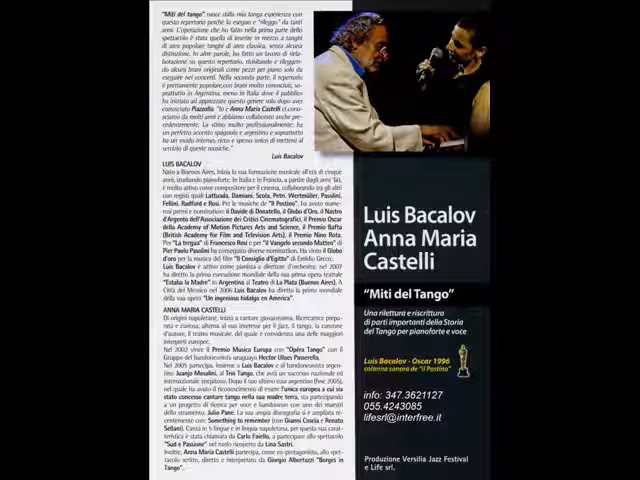 "Miti del tango" nasce dalla mia tanga esperienza con
questo repertorio perchè lo eseguo e "rileggo" da tanti
anni. L'operazione che ho fatto nella prima parte dello
spettacolo è stata quella di inserire in mezzo a tanghi
di area popolare tanghi di area classica, senza alcuna
distinzione. In altre parole, ho fatto un lavoro di rifa-
bolazione su questo repertorio, rivisitando e rileggen-
do alcuni brani originali come pezzi per piano solo da
eseguire nei concerti. Nella seconda parte, il repertorio
è prettamente popolare, con brani molto conosciuti, so-
prattutto in Argentina, meno in Italia dove il pubblico
ha iniziato ad apprezzare questo genere solo dopo aver
conosciuto Piazzolla. "Io e Anna Maria Castelli ci cono-
sciamo da molti anni e abbiamo collaborato anche pre-
cedentemente. La stimo molto professionalmente: ha
un perfetto accento spagnolo e argentino e soprattutto
ha un modo intenso, ricco e spesso unico di mettersi al
servizio di queste musiche."
Luis Bacalov
LUIS BACALOV
Nato a Buenos Aires, inizia la sua formazione musicale all'età di cinque
anni, studiando pianoforte. In Italia e in Francia, a partire dagli anni '60,
è molto attivo come compositore per il cinema, collaborando tra gli altri
con registi quali Lattuada, Damiani, Scola, Petri, Wertmüller, Pasolini,
Fellini, Radford e Rosi. Per le musiche de "Il Postino", ha avuto nume-
rosi premi e nomination: il Davide di Donatello, il Globo d'Oro, il Nastro
d'Argento dell'Associazione dei Critici Cinematografici, il Premio Oscar
della Academy of Motion Pictures Arts and Science, il Premio Bafta
(British Academy for Film and Television Arts), il Premio Nino Rota.
Per "La tregua" di Francesco Rosi e per "Il Vangelo secondo Matteo" di
Pier Paolo Pasolini ha conseguito diverse nomination. Ha vinto il Globo
d'oro per la musica del film "Il Consiglio d'Egitto" di Emidio Greco.
Luis Bacalov è attivo come pianista e direttore d'orchestra; nel 2007
ha diretto la prima esecuzione mondiale della sua prima opera teatrale
"Estaba la Madre" in Argentina al Teatro di La Plata (Buenos Aires). A
Città del Messico nel 2006 Luis Bacalov ha diretto la prima mondiale
della sua opera "Un ingenioso hidalgo en America".
ANNA MARIA CASTELLI
Di origini napoletane, inizia a cantare giovanissima. Ricercatrice prepa-
rata e curiosa, alterna al suo interesse per il jazz, il tango, la canzone
d'autore, il teatro musicale, del quale è considerata una delle maggiori
interpreti europee.
Nel 2002 vince il Premio Musica Europa con "Opéra Tango" con il
Gruppo del bandoneonista uruguayo Hector Ulises Passerella.
Nel 2005 partecipa, insieme a Luis Bacalov e al bandoneonista argenti-
no Juanjo Mosalini, al Trio Tango, che avrà un successo nazionale ed
internazionale strepitoso. Dopo il suo ultimo tour argentino (fine 2005),
nel quale ha avuto il riconoscimento di essere l'unica europea a cui sia
stato concesso cantare tango nella sua madre terra, sta partecipando
a un progetto di ricerca per voce e bandoneon con uno dei maestri
dello strumento, Julio Pane. La sua ampia discografia si è ampliata re-
centemente con: Something to remember (con Gianni Coscia e Renato
Sellani). Canta in 5 lingue e in lingua napoletana, per questa sua carat-
teristica è stata chiamata da Carlo Faiello, a partecipare allo spettacolo
"Sud e Passione" nel ruolo ricoperto da Lina Sastri.
Inoltre, Anna Maria Castelli partecipa, come co-protagonista, allo spet-
tacolo scritto, diretto e interpretato da Giorgio Albertazzi "Borges in
Tango".
Luis Bacalov
Anna Maria
Castelli
"Miti del Tango"
Una rilettura e riscrittura
di parti importanti della Storia
del Tango per pianoforte e voce
Luis Bacalov - Oscar 1996
colonna sonora de "il Postino"
info: 347.3621127
055.4243085
lifesrl@interfree.it
Produzione Versilia Jazz Festival
e Life srl.